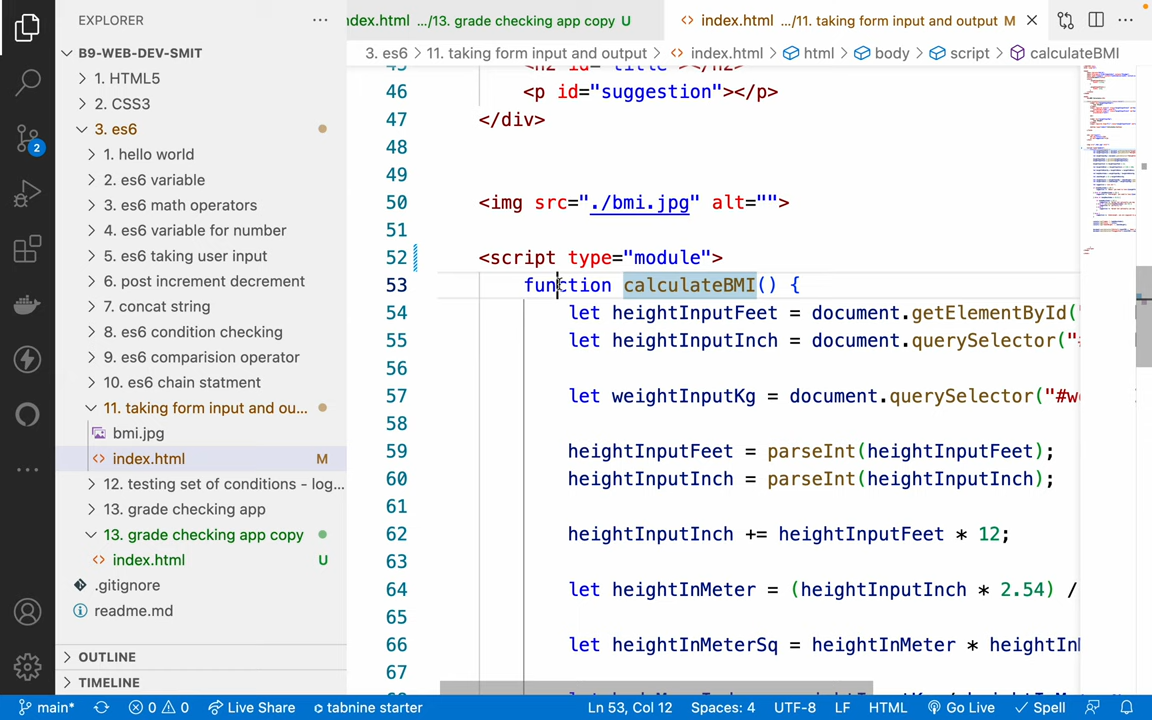 EXPLORER
B9-WEB-DEV-SMIT
1. HTML5
2. CSS3
3. es6
1. hello world
2. es6 variable
3. es6 math operators
4. es6 variable for number
5. es6 taking user input
6. post increment decrement
7. concat string
8. es6 condition checking
9. es6 comparision operator
10. es6 chain statment
11. taking form input and ou...
bmi.jpg
index.html M
12. testing set of conditions - log...
13. grade checking app
13. grade checking app copy
index.html U
.gitignore
readme.md
OUTLINE
TIMELINE
2
ndex.html .../13. grade checking app copy U
index.html .../11. taking form input and output M
3. es6 > 11. taking form input and output > index.html > html > body > script > calculateBMI
45 <h2 id="title"></h2>
46 <p id="suggestion"></p>
47 </div>
48
49
50 <img src="./bmi.jpg" alt="">
51
52 <script type="module">
53 function calculateBMI() {
54 let heightInputFeet = document.getElementById(
55 let heightInputInch = document.querySelector("#
56
57 let weightInputKg = document.querySelector("#w
58
59 heightInputFeet = parseInt(heightInputFeet);
60 heightInputInch = parseInt(heightInputInch);
61
62 heightInputInch += heightInputFeet * 12;
63
64 let heightInMeter = (heightInputInch * 2.54) /
65
66 let heightInMeterSq = heightInMeter * heightIn
67
main* 0 0 Live Share tabnine starter Ln 53, Col 12 Spaces: 4 UTF-8 LF HTML Go Live Spell